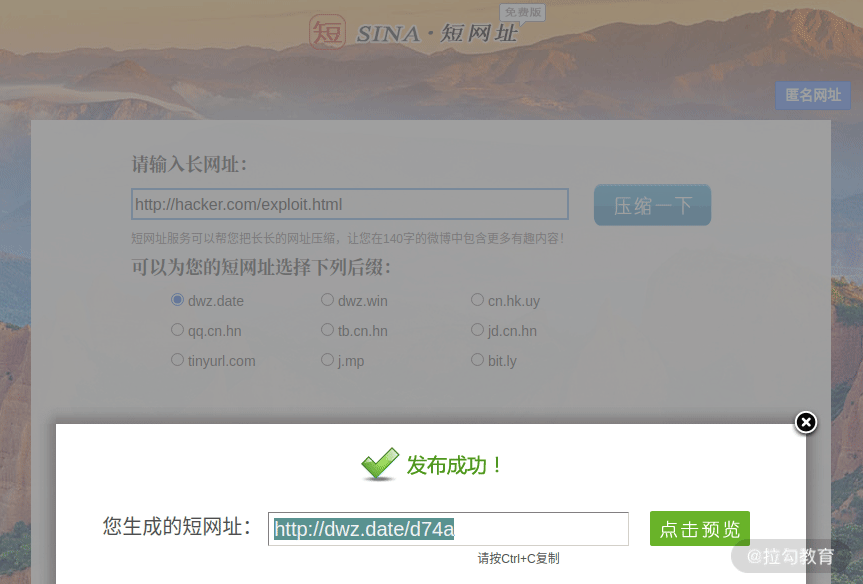 免费版
短 SINA·短网址
匿名网址
请输入长网址：
http://hacker.com/exploit.html 压缩一下
短网址服务可以帮您把长长的网址压缩，让您在140字的微博中包含更多有趣内容！
可以为您的短网址选择下列后缀：
dwz.date dwz.win cn.hk.uy
qq.cn.hn tb.cn.hn jd.cn.hn
tinyurl.com j.mp bit.ly
发布成功！
您生成的短网址： http://dwz.date/d74a 点击预览
请按Ctrl+C复制
@拉勾教育